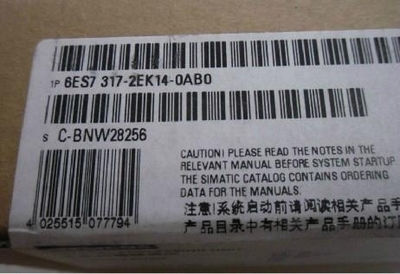 1P 6ES7 317-2EK14-0AB0
S C-BNW28256
CAUTION! PLEASE READ THE NOTES IN THE
RELEVANT MANUAL BEFORE SYSTEM STARTUP
THE SIMATIC CATALOG CONTAINS ORDERING
DATA FOR THE MANUALS.
4 025515 077794
注意!系统启动前请阅读相关产品手
产品目录中有相关产品手册的订